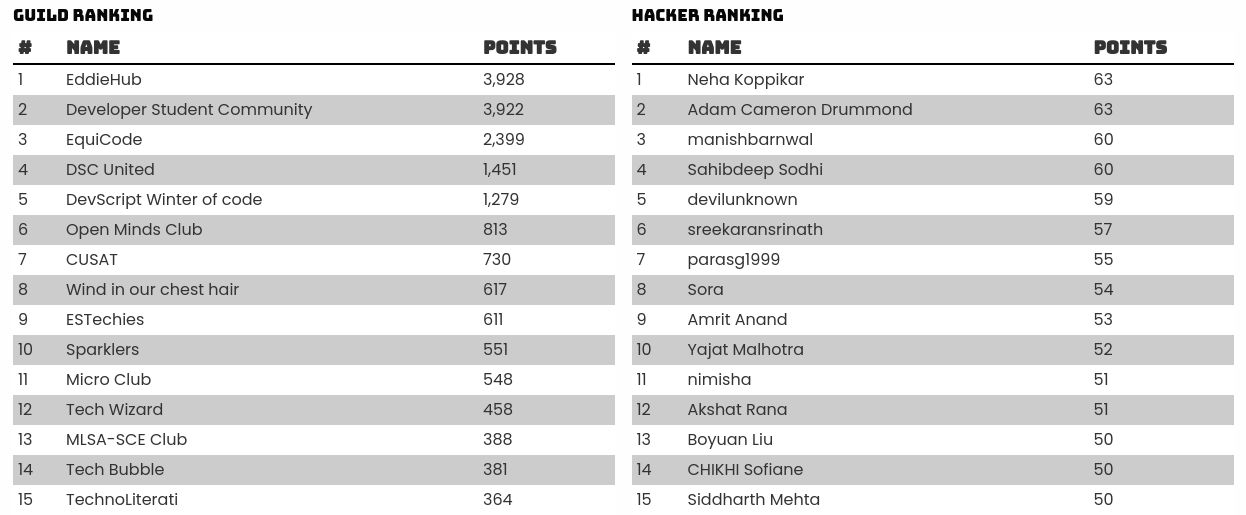 GUILD RANKING
# NAME POINTS
1 EddieHub 3,928
2 Developer Student Community 3,922
3 EquiCode 2,399
4 DSC United 1,451
5 DevScript Winter of code 1,279
6 Open Minds Club 813
7 CUSAT 730
8 Wind in our chest hair 617
9 ESTechies 611
10 Sparklers 551
11 Micro Club 548
12 Tech Wizard 458
13 MLSA-SCE Club 388
14 Tech Bubble 381
15 TechnoLiterati 364
HACKER RANKING
# NAME POINTS
1 Neha Koppikar 63
2 Adam Cameron Drummond 63
3 manishbarnwal 60
4 Sahibdeep Sodhi 60
5 devilunknown 59
6 sreekaransrinath 57
7 parasg1999 55
8 Sora 54
9 Amrit Anand 53
10 Yajat Malhotra 52
11 nimisha 51
12 Akshat Rana 51
13 Boyuan Liu 50
14 CHIKHI Sofiane 50
15 Siddharth Mehta 50